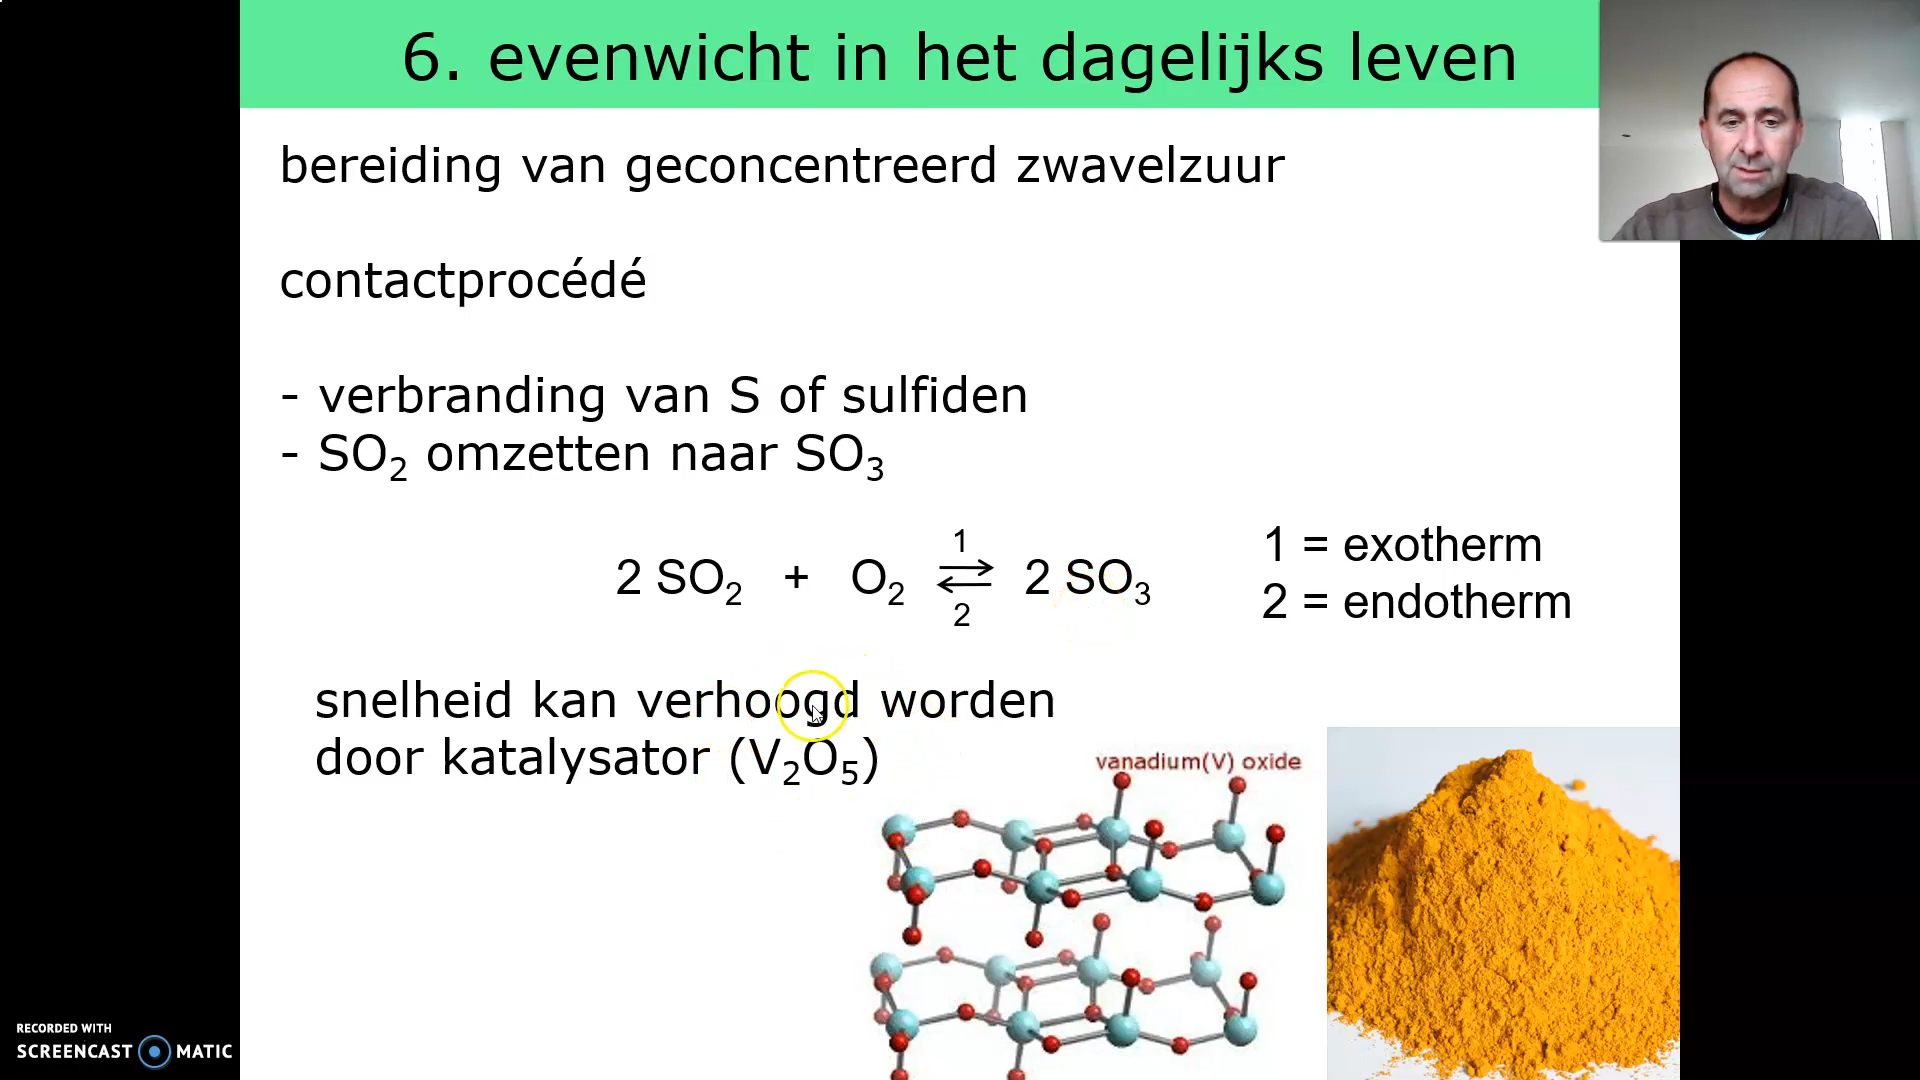 6. evenwicht in het dagelijks leven
bereiding van geconcentreerd zwavelzuur
contactprocédé
- verbranding van S of sulfiden
- SO₂ omzetten naar SO₃
2 SO₂ + O₂ 1 ⇌ 2 2 SO₃
1 = exotherm
2 = endotherm
snelheid kan verhoogd worden
door katalysator (V₂O₅)
vanadium(V) oxide
RECORDED WITH
SCREENCAST MATIC